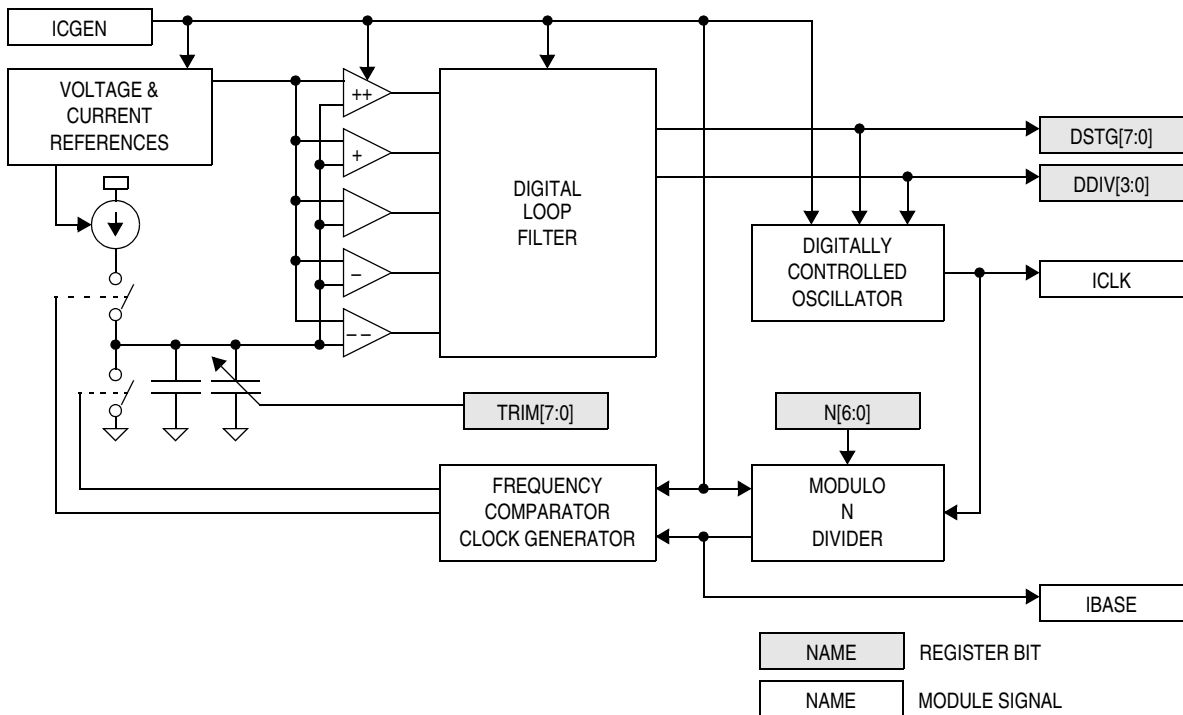 ICGEN
VOLTAGE &
CURRENT
REFERENCES
++
+
–
– –
DIGITAL
LOOP
FILTER
DSTG[7:0]
DDIV[3:0]
DIGITALLY
CONTROLLED
OSCILLATOR
ICLK
TRIM[7:0]
N[6:0]
FREQUENCY
COMPARATOR
CLOCK GENERATOR
MODULO
N
DIVIDER
IBASE
NAME REGISTER BIT
NAME MODULE SIGNAL